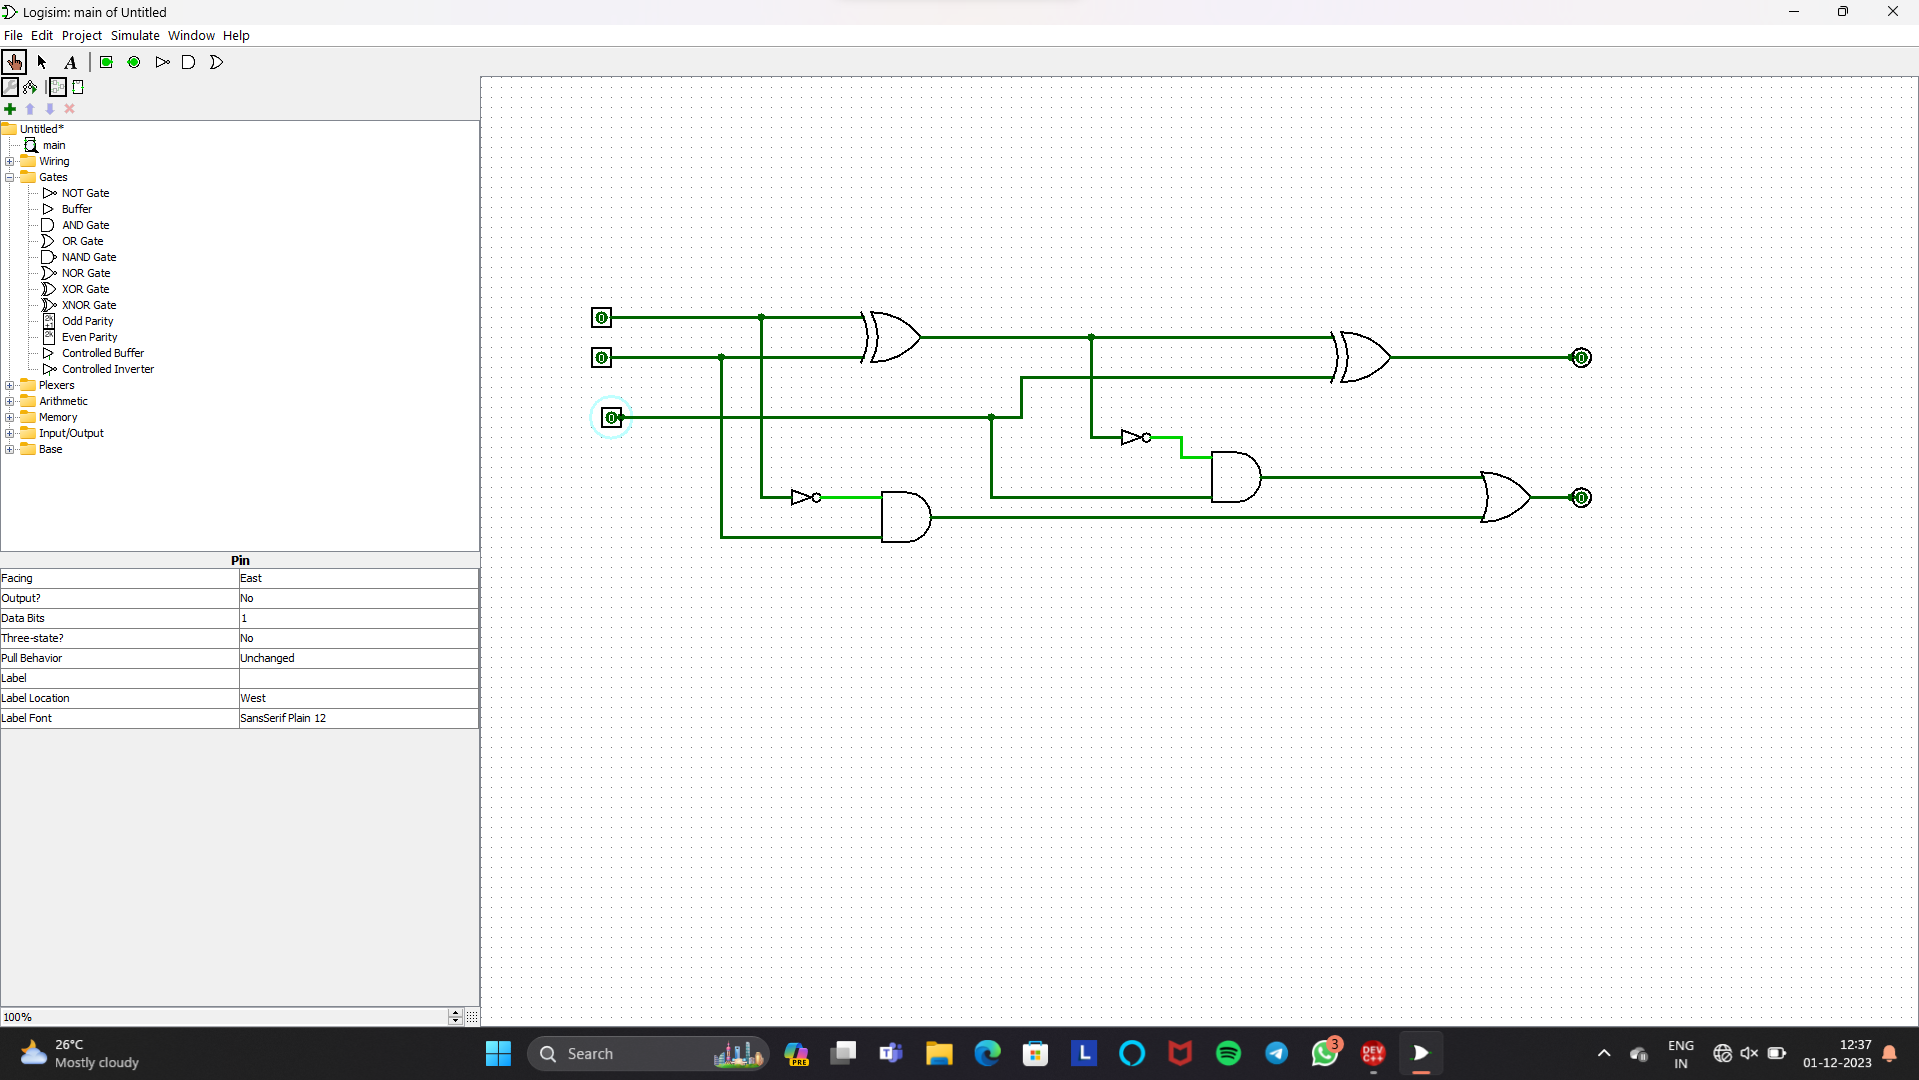 Logisim: main of Untitled
File Edit Project Simulate Window Help
A
Untitled*
main
Wiring
Gates
NOT Gate
Buffer
AND Gate
OR Gate
NAND Gate
NOR Gate
XOR Gate
XNOR Gate
Odd Parity
Even Parity
Controlled Buffer
Controlled Inverter
Plexers
Arithmetic
Memory
Input/Output
Base
0
0
0
0
0
Pin
Facing East
Output? No
Data Bits 1
Three-state? No
Pull Behavior Unchanged
Label
Label Location West
Label Font SansSerif Plain 12
100%
26°C
Mostly cloudy
Search
PRE
L
3
DEV
C++
ENG
IN
12:37
01-12-2023